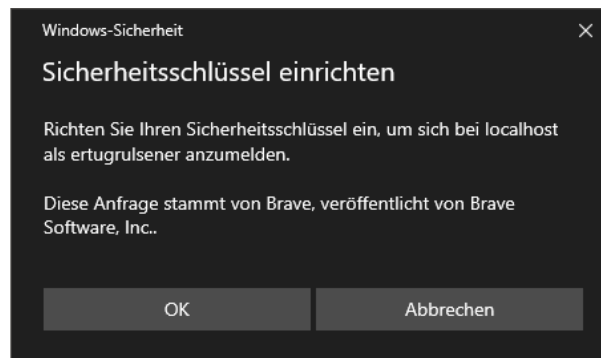 Windows-Sicherheit
Sicherheitsschlüssel einrichten
Richten Sie Ihren Sicherheitsschlüssel ein, um sich bei localhost
als ertugrulsener anzumelden.
Diese Anfrage stammt von Brave, veröffentlicht von Brave
Software, Inc..
OK
Abbrechen